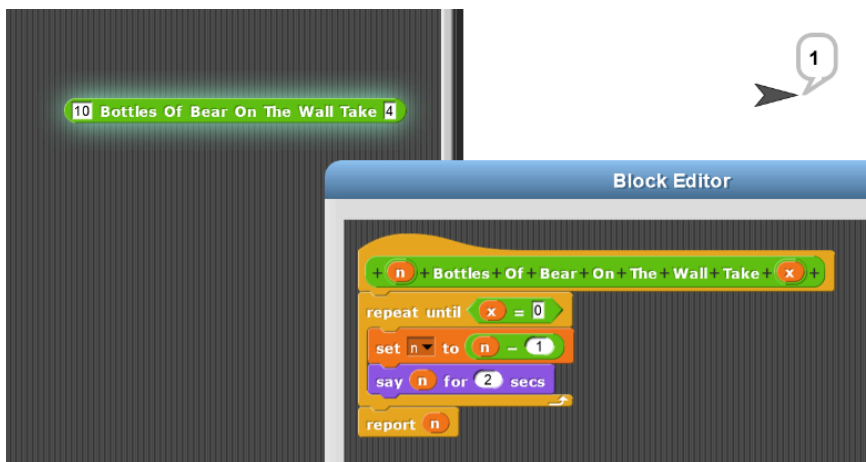 1
10 Bottles Of Bear On The Wall Take 4
Block Editor
+ n + Bottles + Of + Bear + On + The + Wall + Take + x +
repeat until x = 0
set n to n - 1
say n for 2 secs
report n